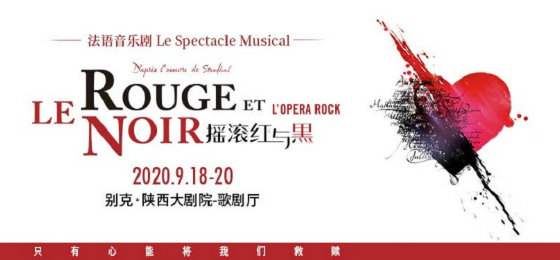 法语音乐剧 Le Spectacle Musical
D'après l'oeuvre de Stendhal
LE ROUGE ET
NOIR
L'OPERA ROCK
摇滚红与黑
2020.9.18-20
别克·陕西大剧院-歌剧厅
只有心能将我们救赎